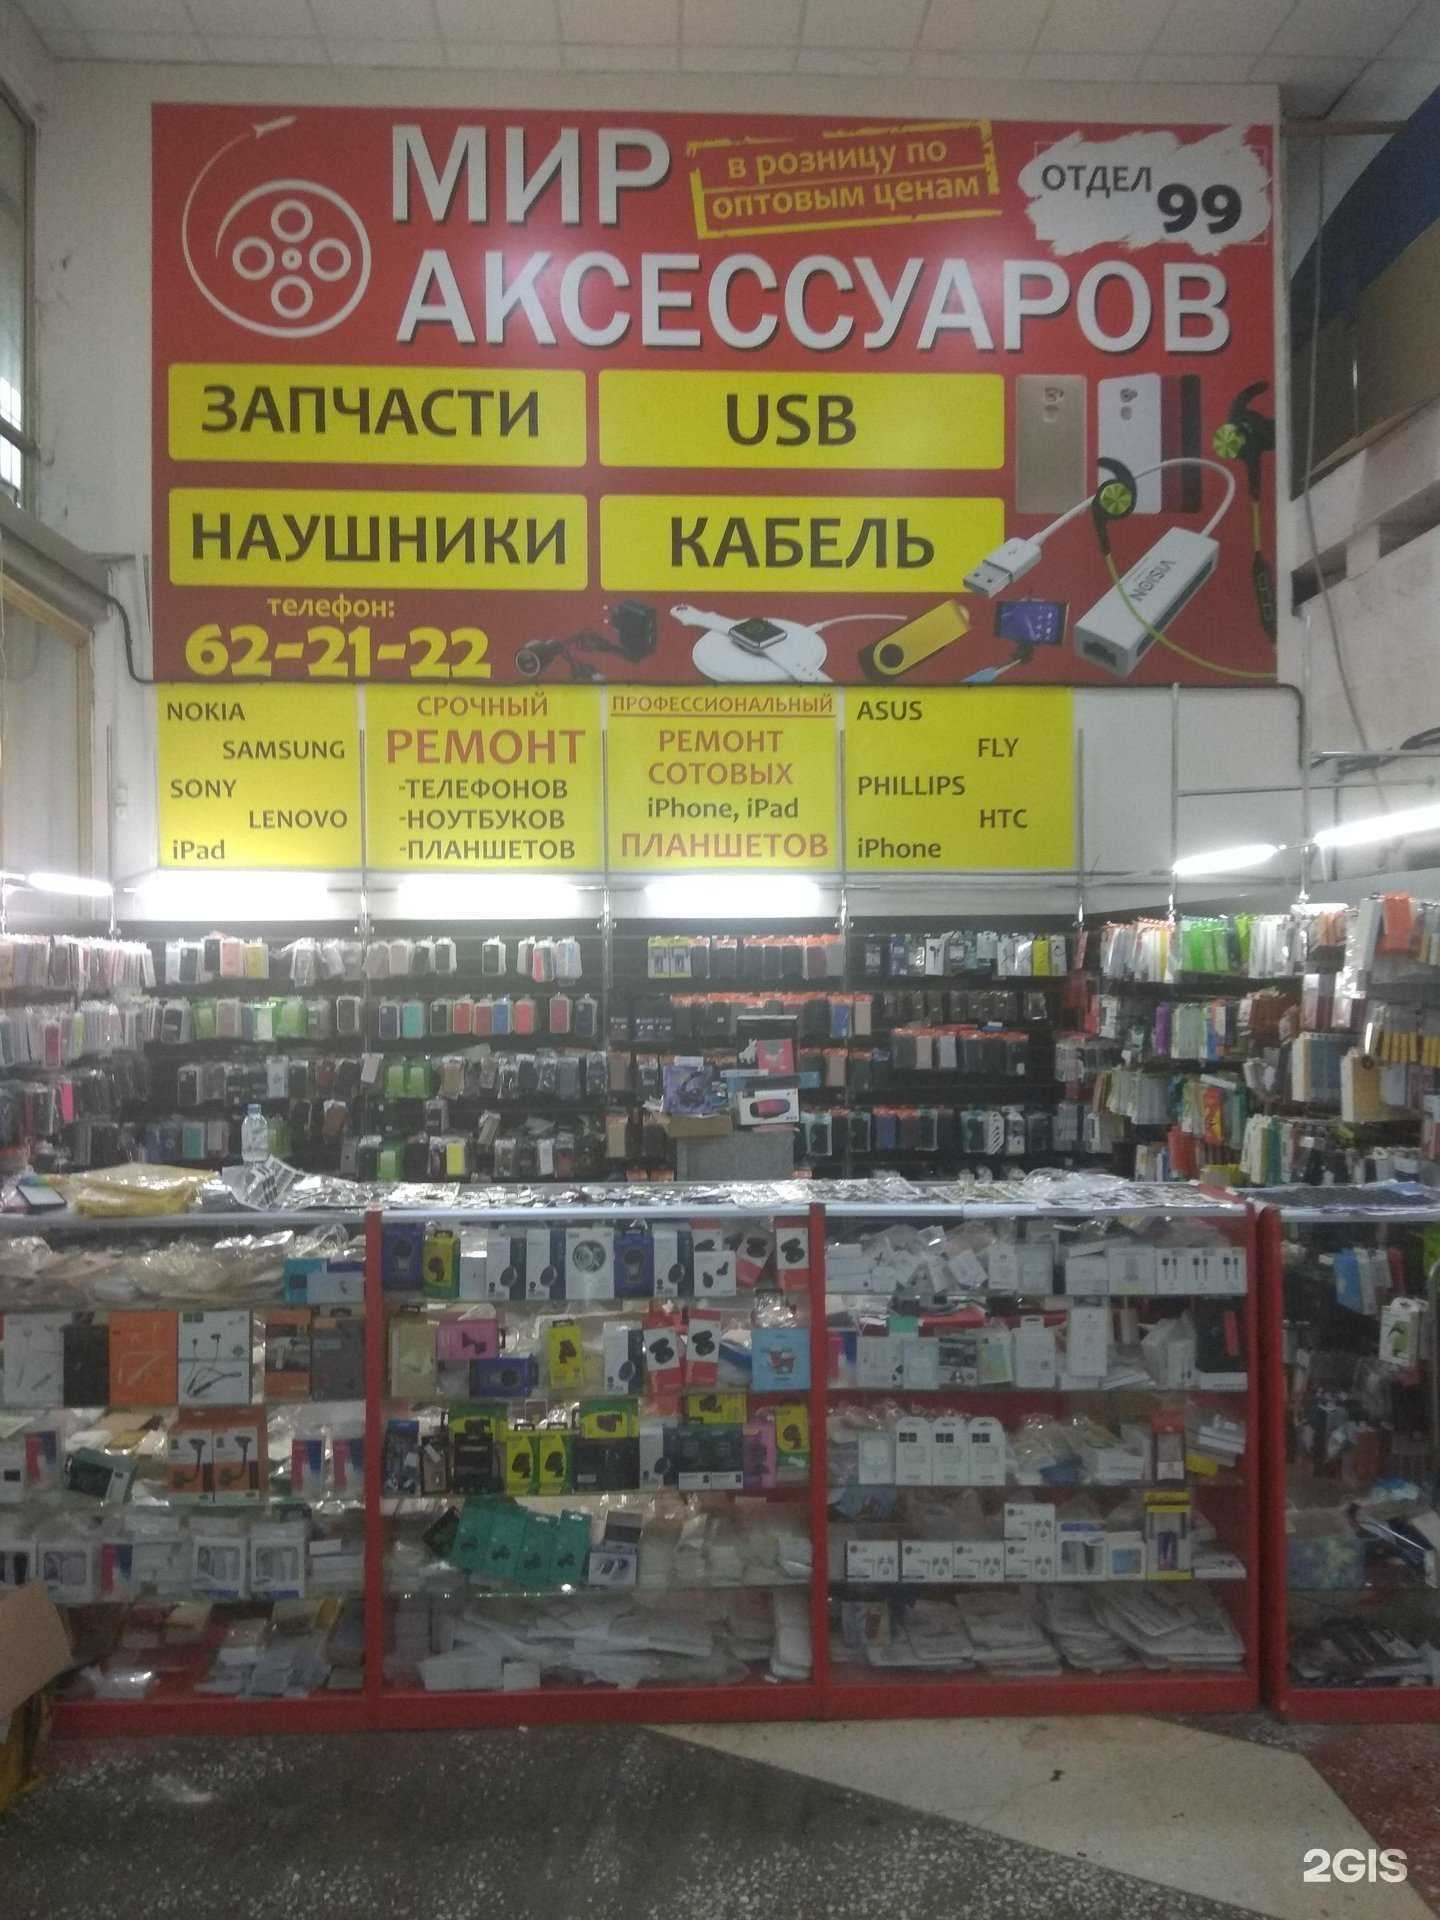 МИР
в розницу по
оптовым ценам
ОТДЕЛ
99
АКСЕССУАРОВ
ЗАПЧАСТИ
USB
НАУШНИКИ
КАБЕЛЬ
VISION
телефон:
62-21-22
NOKIA
SAMSUNG
SONY
LENOVO
iPad
СРОЧНЫЙ
РЕМОНТ
-ТЕЛЕФОНОВ
-НОУТБУКОВ
-ПЛАНШЕТОВ
ПРОФЕССИОНАЛЬНЫЙ
РЕМОНТ
СОТОВЫХ
iPhone, iPad
ПЛАНШЕТОВ
ASUS
FLY
PHILLIPS
HTC
iPhone
2GIS